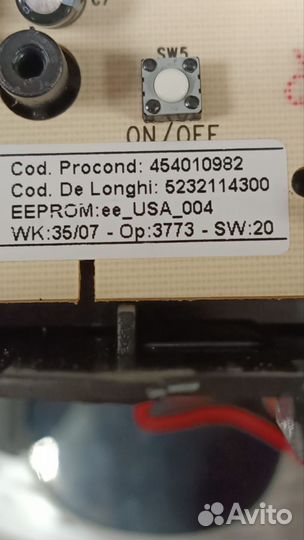 C7
SW5
ON/OFF
Cod. Procond: 454010982
Cod. De Longhi: 5232114300
EEPROM:ee_USA_004
WK:35/07 - Op:3773 - SW:20
Avito